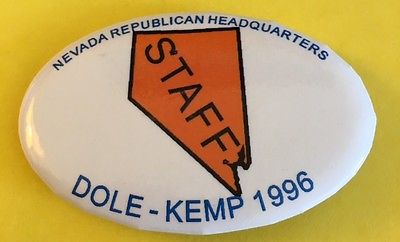 NEVADA REPUBLICAN HEADQUARTERS
STAFF
DOLE - KEMP 1996